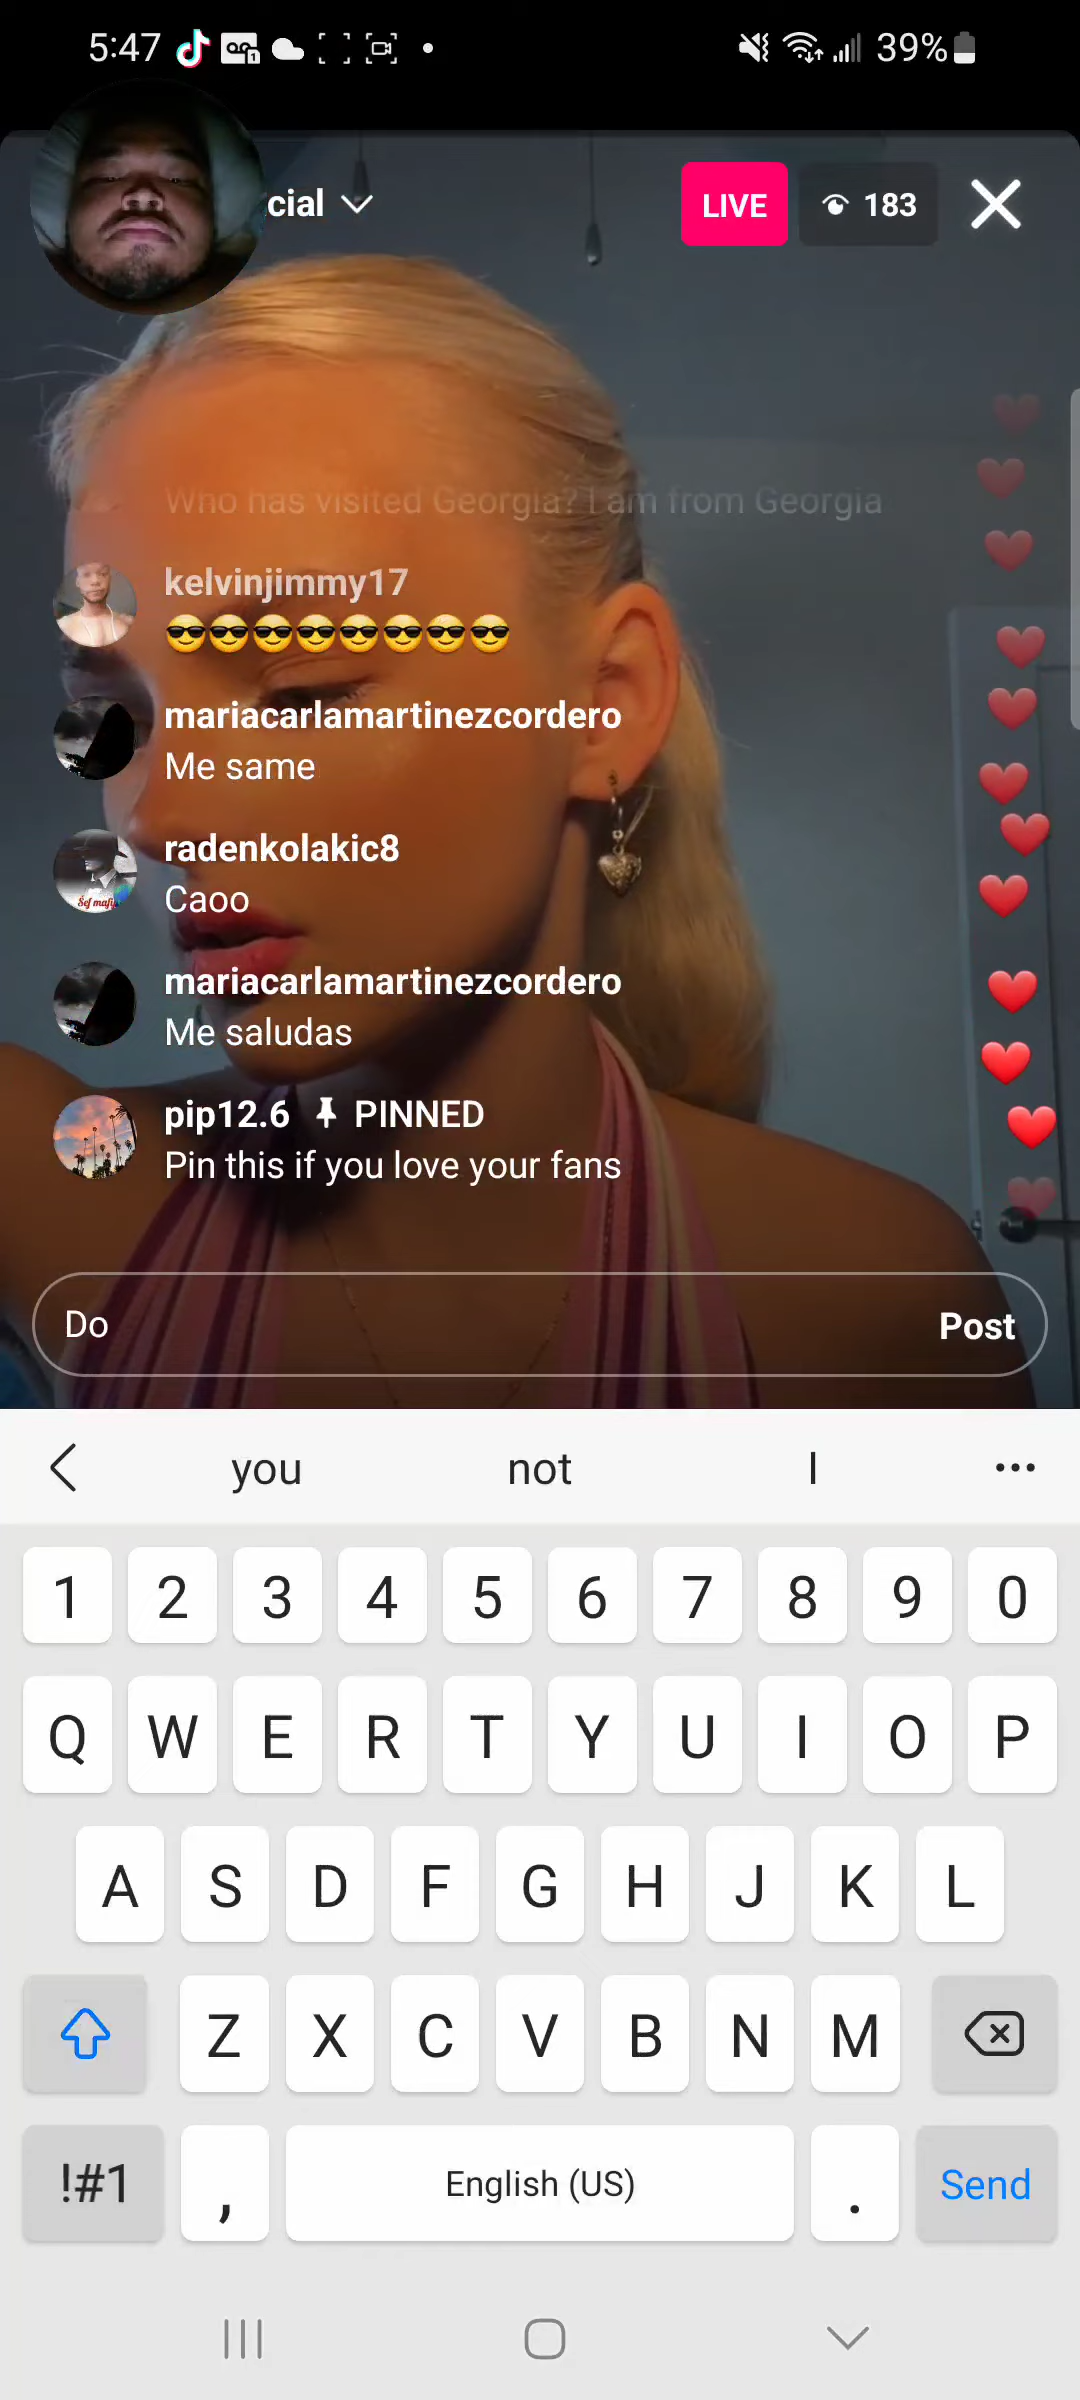 5:47
39%
cial
LIVE
183
Who has visited Georgia? I am from Georgia
kelvinjimmy17
😎😎😎😎😎😎😎😎
mariacarlamartinezcordero
Me same
radenkolakic8
Caoo
mariacarlamartinezcordero
Me saludas
pip12.6 PINNED
Pin this if you love your fans
Do
Post
you not I
1 2 3 4 5 6 7 8 9 0
Q W E R T Y U I O P
A S D F G H J K L
Z X C V B N M
!#1 , English (US) . Send